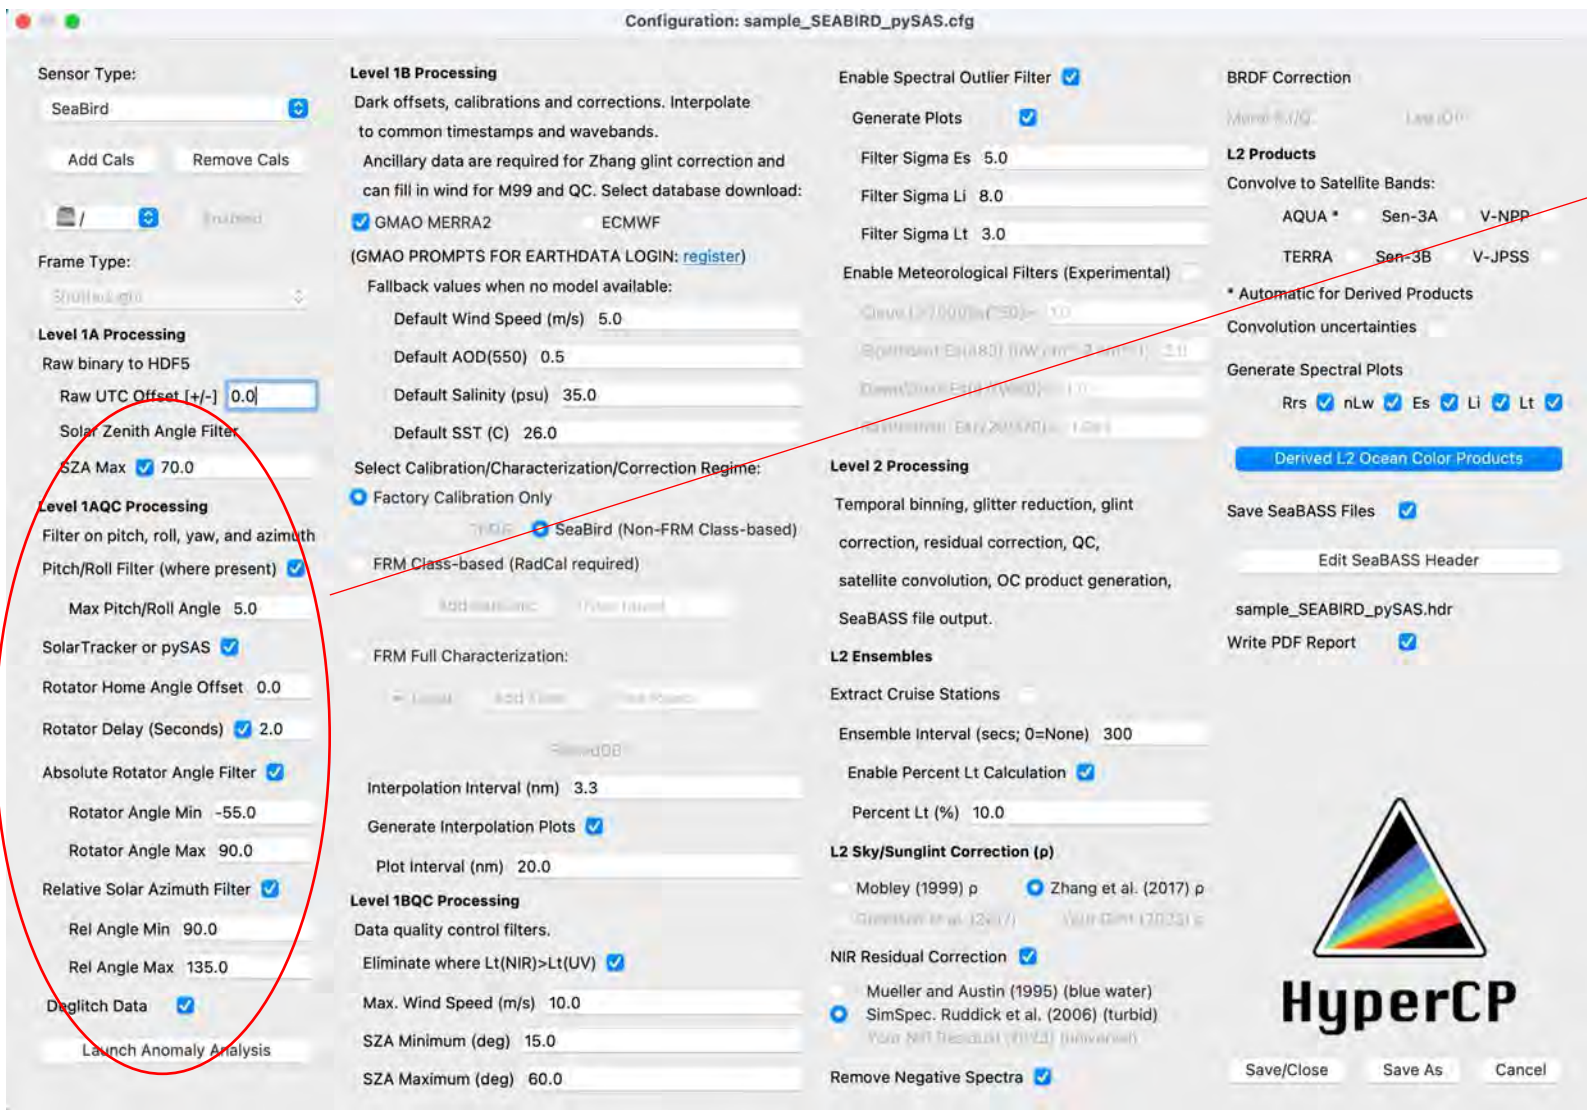 Configuration: sample_SEABIRD_pySAS.cfg
Sensor Type:
SeaBird
Add Cals Remove Cals
/ Enabled
Frame Type:
ShutterLight
Level 1A Processing
Raw binary to HDF5
Raw UTC Offset [+/-] 0.0
Solar Zenith Angle Filter
SZA Max 70.0
Level 1AQC Processing
Filter on pitch, roll, yaw, and azimuth
Pitch/Roll Filter (where present)
Max Pitch/Roll Angle 5.0
SolarTracker or pySAS
Rotator Home Angle Offset 0.0
Rotator Delay (Seconds) 2.0
Absolute Rotator Angle Filter
Rotator Angle Min -55.0
Rotator Angle Max 90.0
Relative Solar Azimuth Filter
Rel Angle Min 90.0
Rel Angle Max 135.0
Deglitch Data
Launch Anomaly Analysis
Level 1B Processing
Dark offsets, calibrations and corrections. Interpolate
to common timestamps and wavebands.
Ancillary data are required for Zhang glint correction and
can fill in wind for M99 and QC. Select database download:
GMAO MERRA2 ECMWF
(GMAO PROMPTS FOR EARTHDATA LOGIN: register)
Fallback values when no model available:
Default Wind Speed (m/s) 5.0
Default AOD(550) 0.5
Default Salinity (psu) 35.0
Default SST (C) 26.0
Select Calibration/Characterization/Correction Regime:
Factory Calibration Only
SeaBird (Non-FRM Class-based)
FRM Class-based (RadCal required)
FRM Full Characterization:
Interpolation Interval (nm) 3.3
Generate Interpolation Plots
Plot Interval (nm) 20.0
Level 1BQC Processing
Data quality control filters.
Eliminate where Lt(NIR)>Lt(UV)
Max. Wind Speed (m/s) 10.0
SZA Minimum (deg) 15.0
SZA Maximum (deg) 60.0
Enable Spectral Outlier Filter
Generate Plots
Filter Sigma Es 5.0
Filter Sigma Li 8.0
Filter Sigma Lt 3.0
Enable Meteorological Filters (Experimental)
Level 2 Processing
Temporal binning, glitter reduction, glint
correction, residual correction, QC,
satellite convolution, OC product generation,
SeaBASS file output.
L2 Ensembles
Extract Cruise Stations
Ensemble Interval (secs; 0=None) 300
Enable Percent Lt Calculation
Percent Lt (%) 10.0
L2 Sky/Sunglint Correction (ρ)
Mobley (1999) ρ Zhang et al. (2017) ρ
NIR Residual Correction
Mueller and Austin (1995) (blue water)
SimSpec. Ruddick et al. (2006) (turbid)
Remove Negative Spectra
BRDF Correction
L2 Products
Convolve to Satellite Bands:
AQUA * Sen-3A V-NPP
TERRA Sen-3B V-JPSS
* Automatic for Derived Products
Convolution uncertainties
Generate Spectral Plots
Rrs nLw Es Li Lt
Derived L2 Ocean Color Products
Save SeaBASS Files
Edit SeaBASS Header
sample_SEABIRD_pySAS.hdr
Write PDF Report
HyperCP
Save/Close Save As Cancel